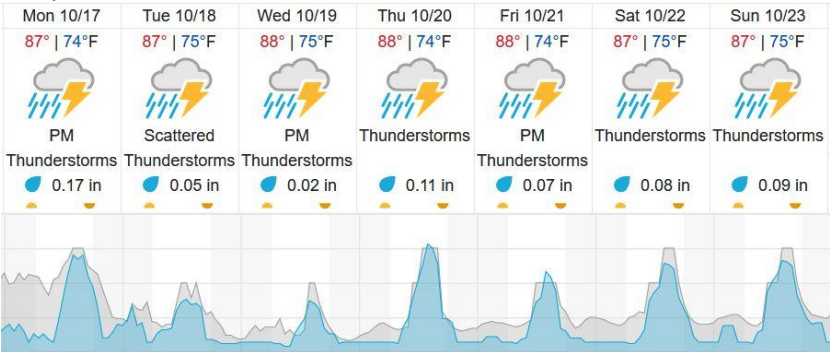 Mon 10/17 Tue 10/18 Wed 10/19 Thu 10/20 Fri 10/21 Sat 10/22 Sun 10/23
87° | 74°F 87° | 75°F 88° | 75°F 88° | 74°F 88° | 74°F 87° | 75°F 87° | 75°F
PM Scattered PM Thunderstorms PM Thunderstorms Thunderstorms
Thunderstorms Thunderstorms Thunderstorms Thunderstorms
0.17 in 0.05 in 0.02 in 0.11 in 0.07 in 0.08 in 0.09 in